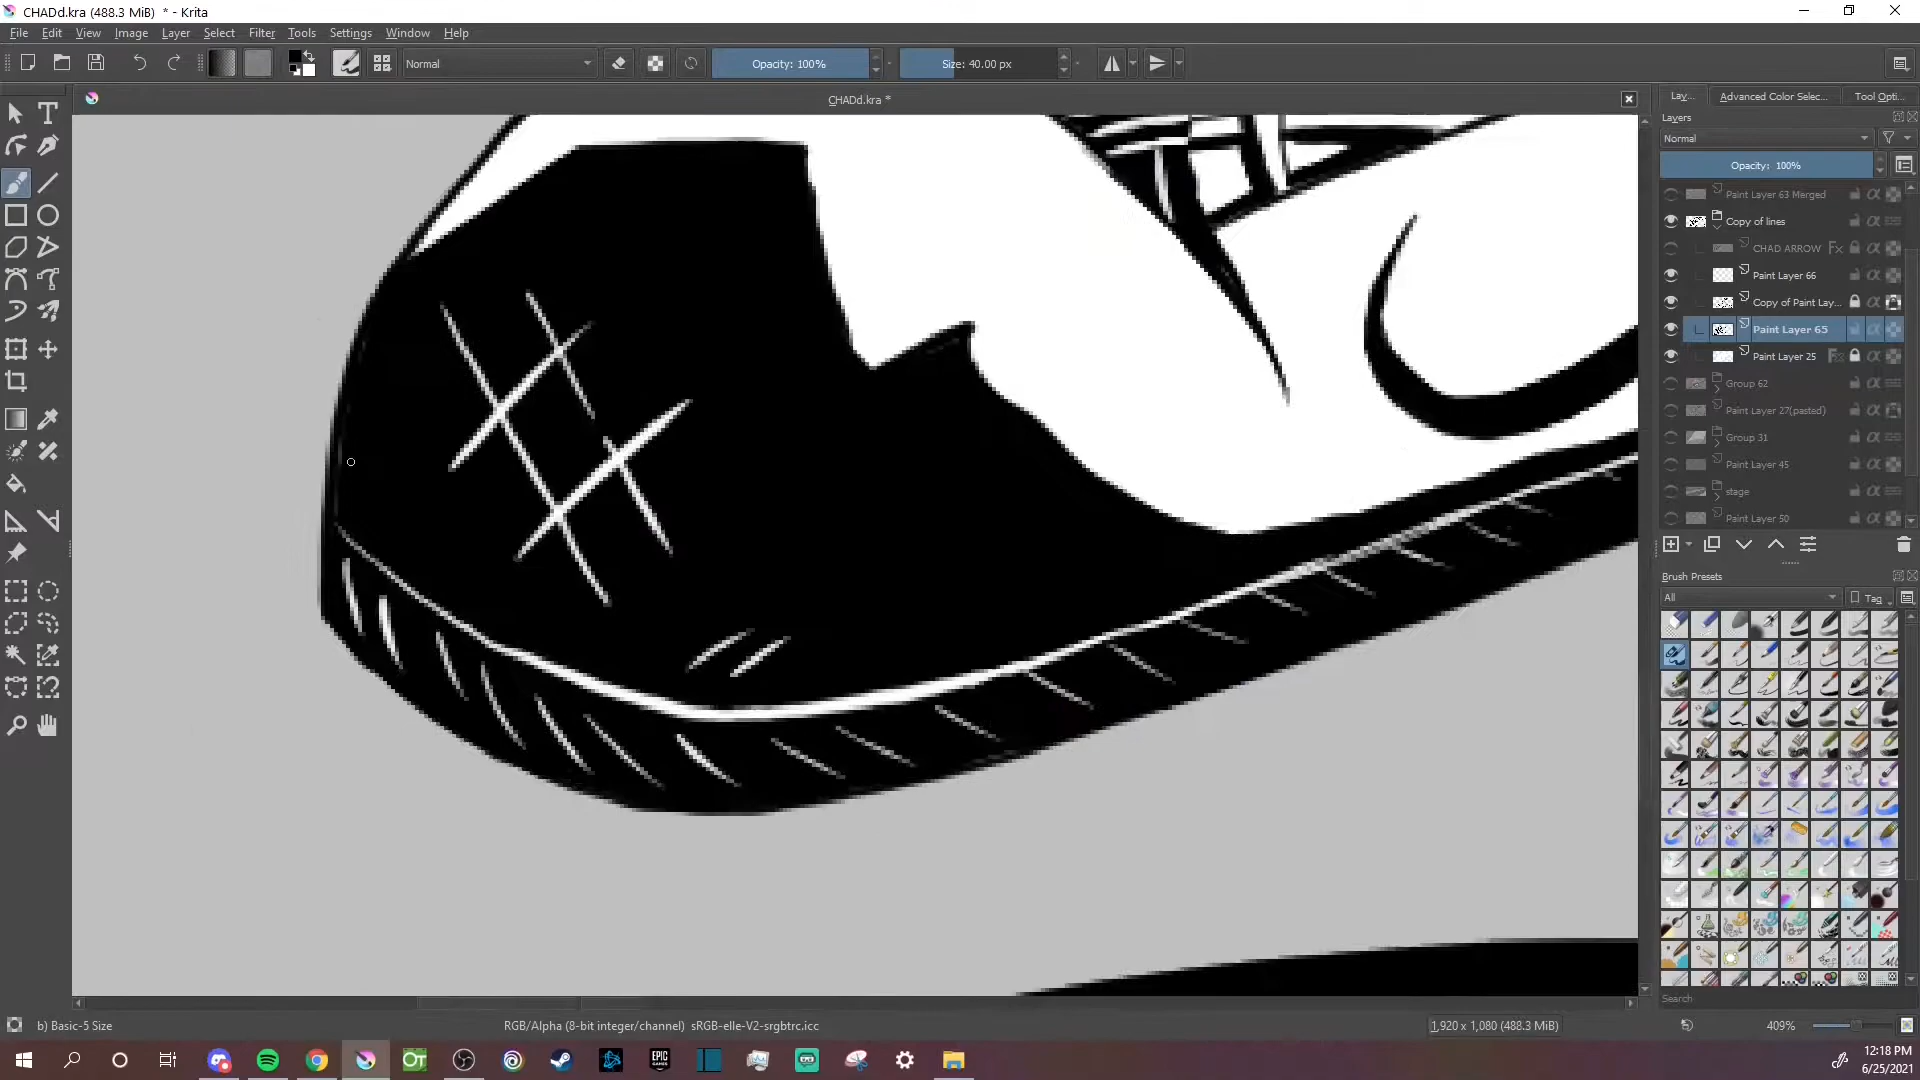 CHADd.kra (488.3 MiB)  * - Krita
File Edit View Image Layer Select Filter Tools Settings Window Help
Normal
Opacity: 100%
Size: 40.00 px
CHADd.kra *
Lay...
Advanced Color Selec...
Tool Opti...
Layers
Normal
Opacity: 100%
Paint Layer 63 Merged
Copy of lines
CHAD ARROW
Paint Layer 66
Copy of Paint Lay...
Paint Layer 65
Paint Layer 25
Group 62
Paint Layer 27(pasted)
Group 31
Paint Layer 45
stage
Paint Layer 50
Brush Presets
All
Tag
Search
b) Basic-5 Size
RGB/Alpha (8-bit integer/channel)  sRGB-elle-V2-srgbtrc.icc
1,920 x 1,080 (488.3 MiB)
409%
OT
EPIC
GAMES
12:18 PM
6/25/2021